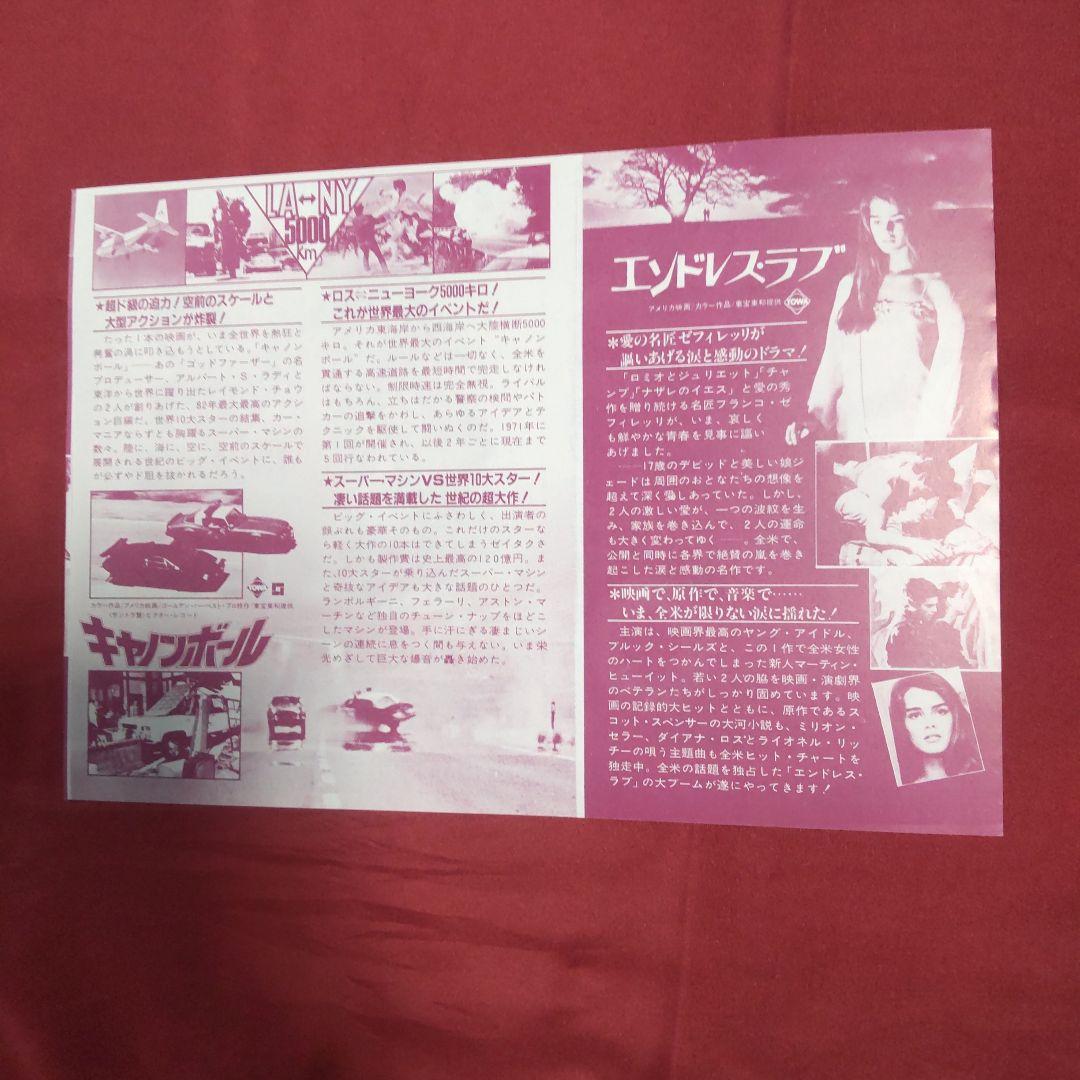 LA↔NY
5000
km
★超ド級の迫力！空前のスケールと
大型アクションが炸裂！
たった1本の映画が、いま全世界を熱狂と
興奮の渦に叩き込もうとしている。「キャノン
ボール」――あの「ゴッドファーザー」の名
プロデューサー、アルバート・S・ラディと
東洋から世界に躍り出たレイモンド・チョウ
の2人が創りあげた、82年最大最高のアクシ
ョン巨篇だ。世界10大スターの結集、カー・
マニアならずとも胸躍るスーパー・マシンの
数々。陸に、海に、空に、空前のスケールで
展開される世紀のビッグ・イベントに、誰も
が必ずやド胆を抜かれるだろう。
TOWA G
カラー作品/アメリカ映画/ゴールデン・ハーベスト・プロ制作/東宝東和提供
〈サントラ盤〉ビクター・レコード
キャノンボール
★ロス⇔ニューヨーク5000キロ！
これが世界最大のイベントだ！
アメリカ東海岸から西海岸へ大陸横断5000
キロ。それが世界最大のイベント“キャノン
ボール”だ。ルールなどは一切なく、全米を
貫通する高速道路を最短時間で完走しなけれ
ばならない。制限時速は完全無視。ライバル
はもちろん、立ちはだかる警察の検問やパト
カーの追撃をかわし、あらゆるアイデアとテ
クニックを駆使して闘いぬくのだ。1971年に
第1回が開催され、以後2年ごとに現在まで
5回行なわれている。
★スーパー・マシンVS世界10大スター！
凄い話題を満載した世紀の超大作！
ビッグ・イベントにふさわしく、出演者の
顔ぶれも豪華そのもの。これだけのスターな
ら軽く大作の10本はできてしまうゼイタクさ
だ。しかも製作費は史上最高の120億円。ま
た、10大スターが乗り込んだスーパー・マシン
と奇抜なアイデアも大きな話題のひとつだ。
ランボルギーニ、フェラーリ、アストン・マ
ーチンなど独自のチューン・ナップをほどこ
したマシンが登場。手に汗にぎる凄まじいシ
ーンの連続に息をつく間も与えない。いま栄
光めざして巨大な爆音が轟き始めた。
エンドレス・ラブ
アメリカ映画/カラー作品/東宝東和提供 TOWA
＊愛の名匠ゼフィレッリが
謳いあげる涙と感動のドラマ！
「ロミオとジュリエット」「チャ
ンプ」「ナザレのイエス」と愛の秀
作を贈り続ける名匠フランコ・ゼ
フィレッリが、いま、哀しく
も鮮やかな青春を見事に謳い
あげました。
――17歳のデビッドと美しい娘ジ
ェードは周囲のおとなたちの想像を
超えて深く愛しあっていた。しかし、
2人の激しい愛が、一つの波紋を生
み、家族を巻き込んで、2人の運命
も大きく変わってゆく――。全米で、
公開と同時に各界で絶賛の嵐を巻き
起こした涙と感動の名作です。
＊映画で、原作で、音楽で……
いま、全米が限りない涙に揺れた！
主演は、映画界最高のヤング・アイドル、
ブルック・シールズと、この1作で全米女性
のハートをつかんでしまった新人マーティン・
ヒューイット。若い2人の脇を映画・演劇界
のベテランたちがしっかり固めています。映
画の記録的大ヒットとともに、原作であるス
コット・スペンサーの大河小説も、ミリオン・
セラー、ダイアナ・ロスとライオネル・リッ
チーの唄う主題曲も全米ヒット・チャートを
独走中。全米の話題を独占した「エンドレス・
ラブ」の大ブームが遂にやってきます！